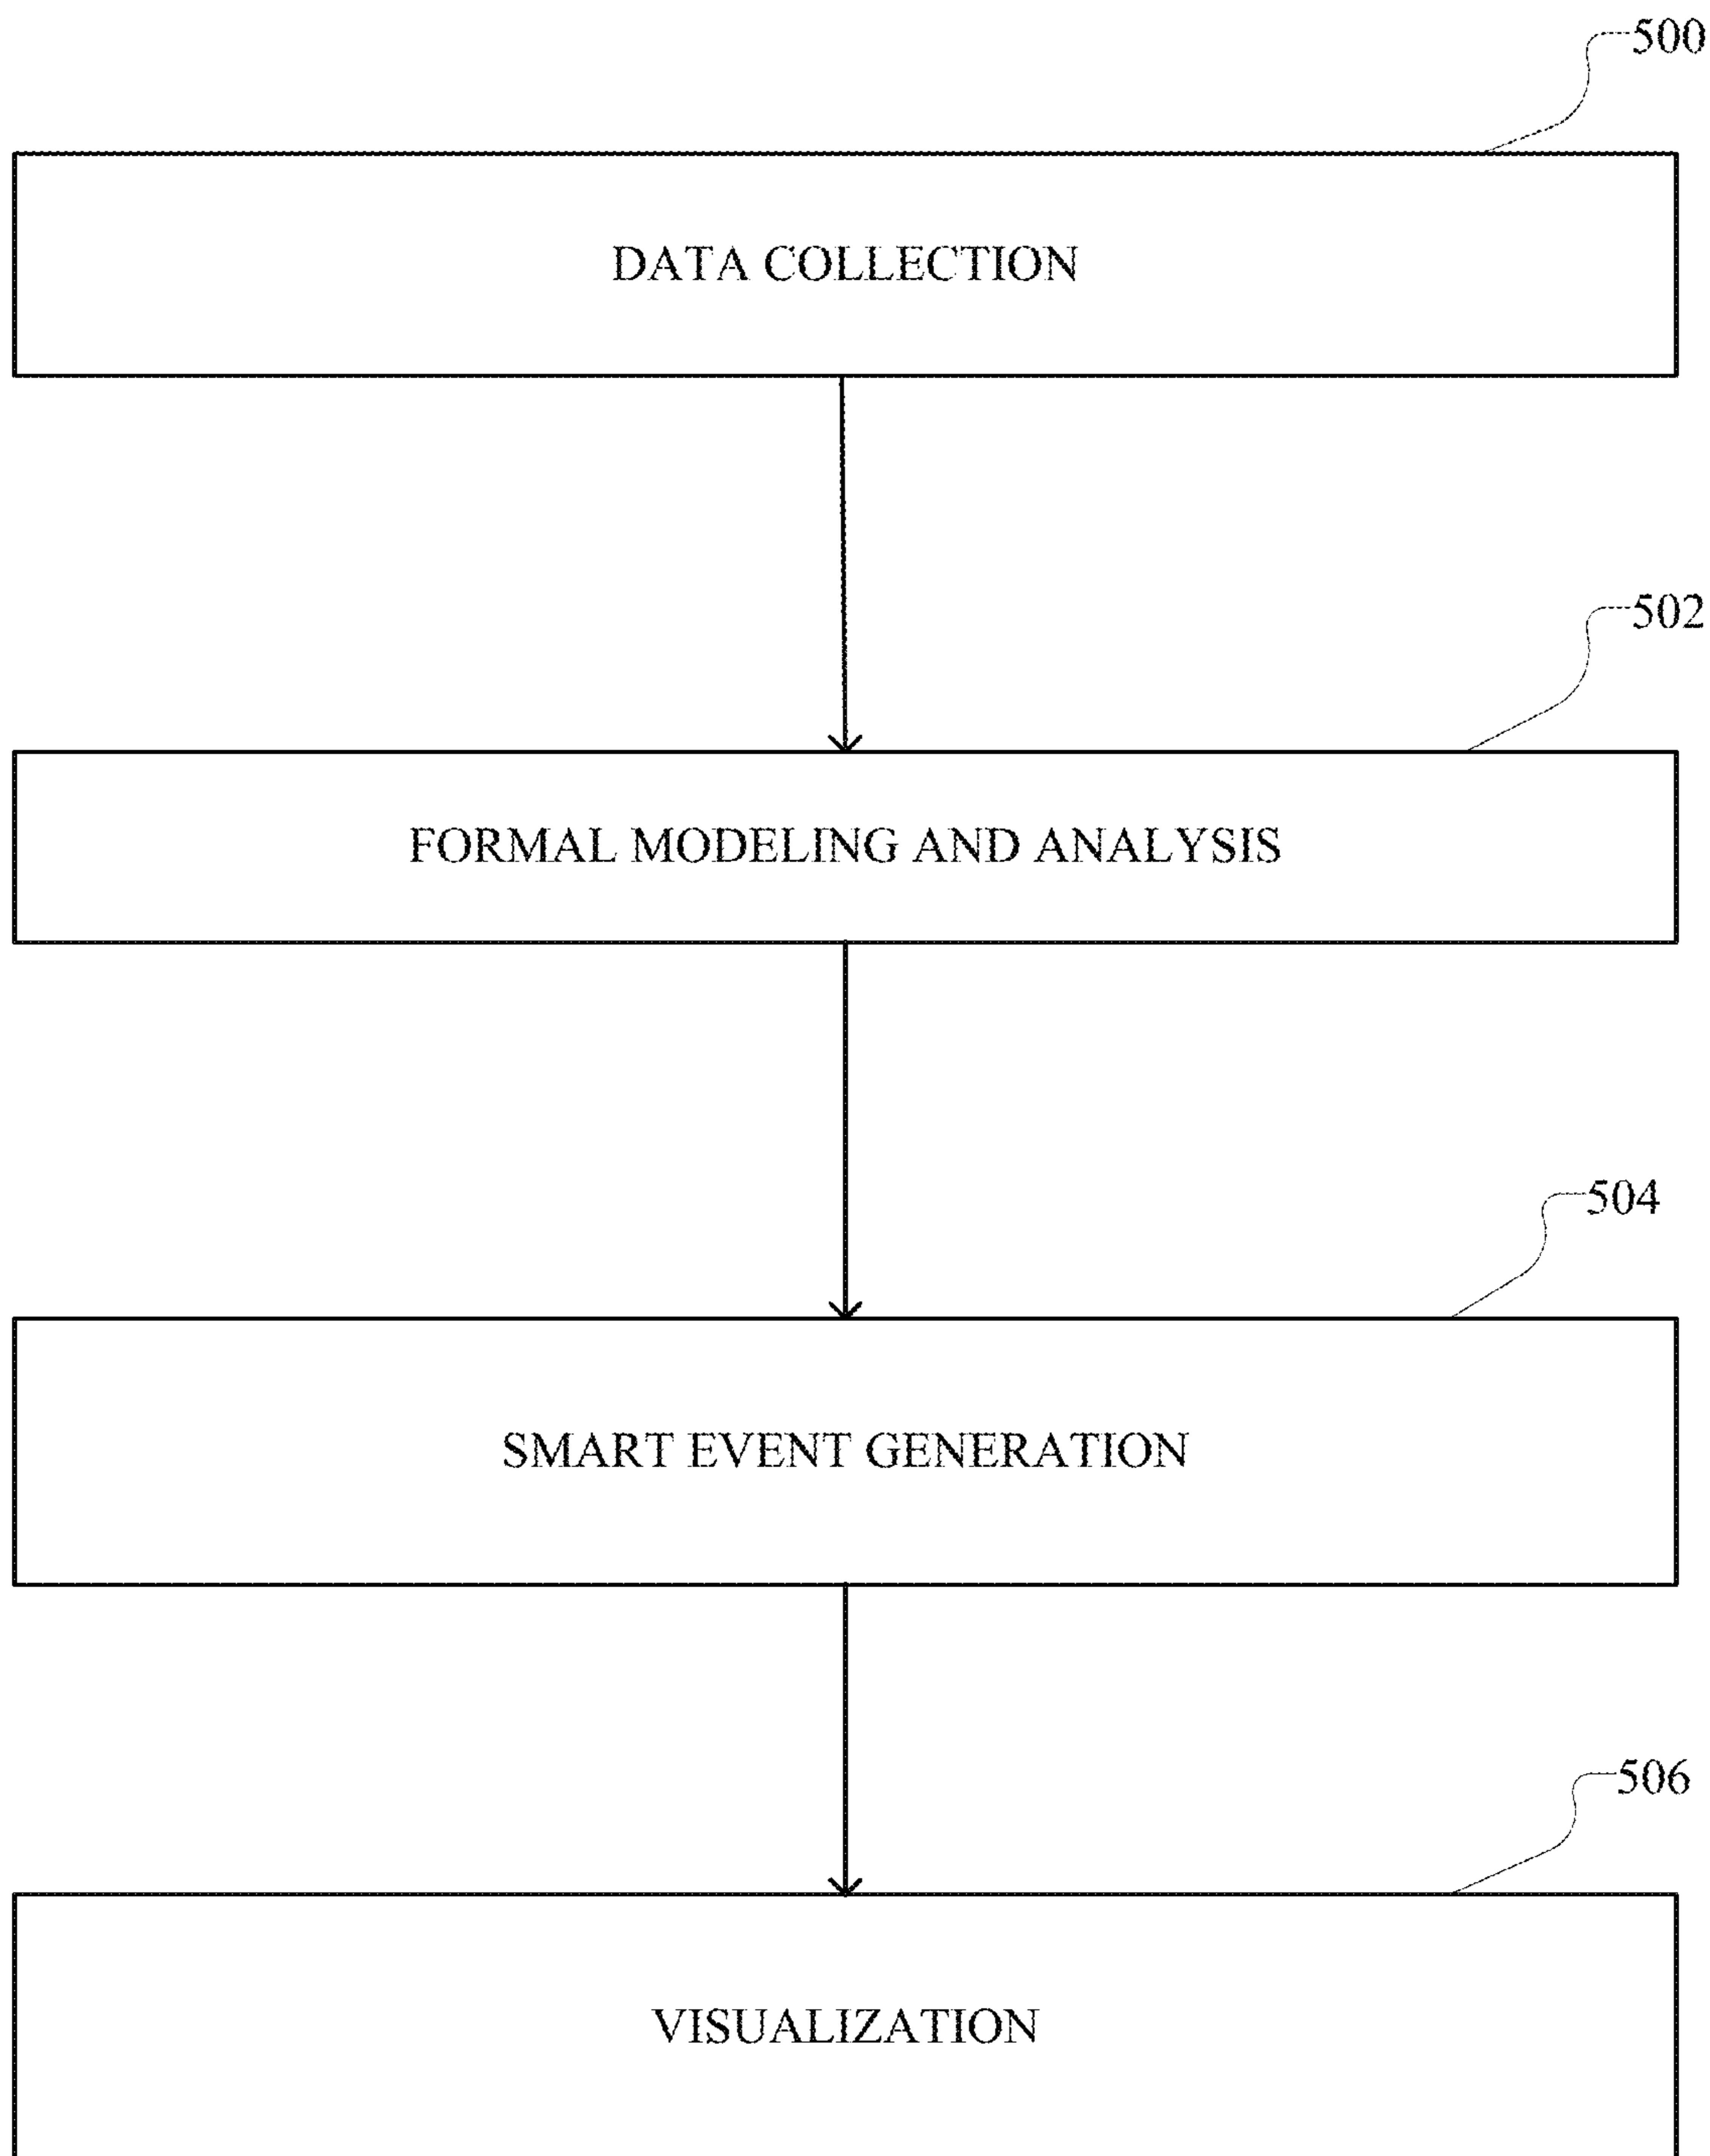 500
DATA COLLECTION
502
FORMAL MODELING AND ANALYSIS
504
SMART EVENT GENERATION
506
VISUALIZATION